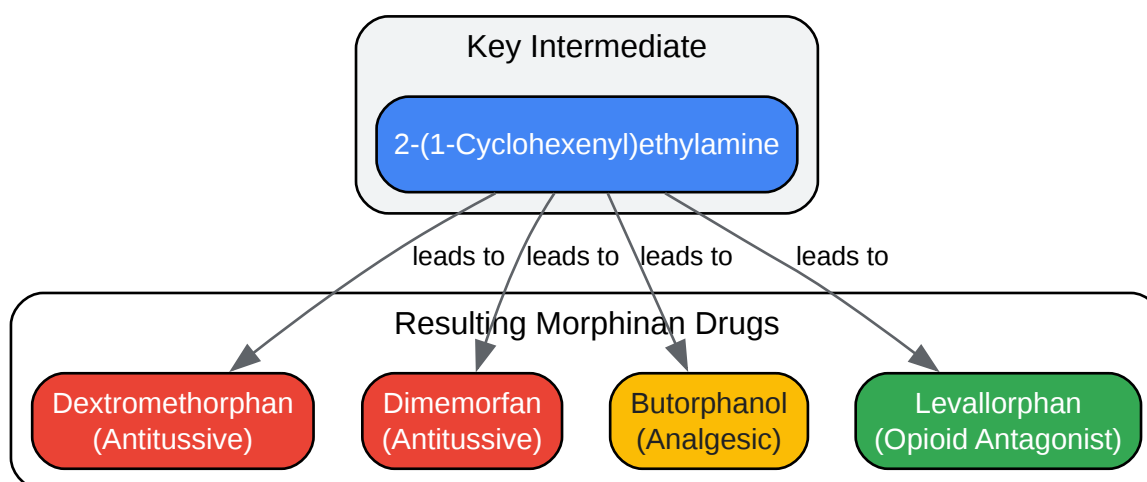 Key Intermediate
2-(1-Cyclohexenyl)ethylamine
leads to leads to leads to leads to
Resulting Morphinan Drugs
Dextromethorphan
(Antitussive)
Dimemorfan
(Antitussive)
Butorphanol
(Analgesic)
Levallorphan
(Opioid Antagonist)